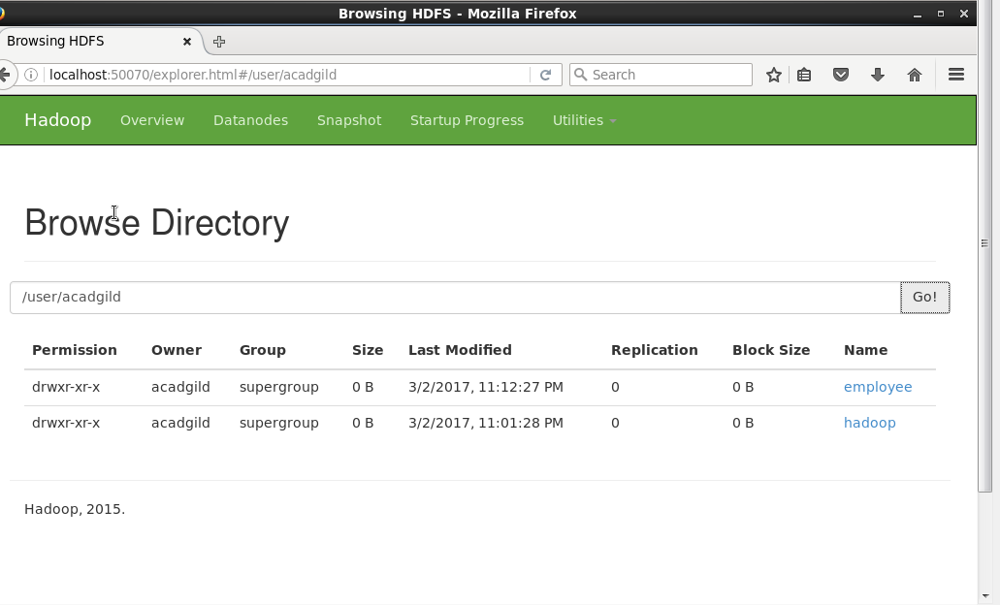 Browsing HDFS - Mozilla Firefox
Browsing HDFS
localhost:50070/explorer.html#/user/acadgild
Search
Hadoop Overview Datanodes Snapshot Startup Progress Utilities
Browse Directory
/user/acadgild Go!
Permission Owner Group Size Last Modified Replication Block Size Name
drwxr-xr-x acadgild supergroup 0 B 3/2/2017, 11:12:27 PM 0 0 B employee
drwxr-xr-x acadgild supergroup 0 B 3/2/2017, 11:01:28 PM 0 0 B hadoop
Hadoop, 2015.